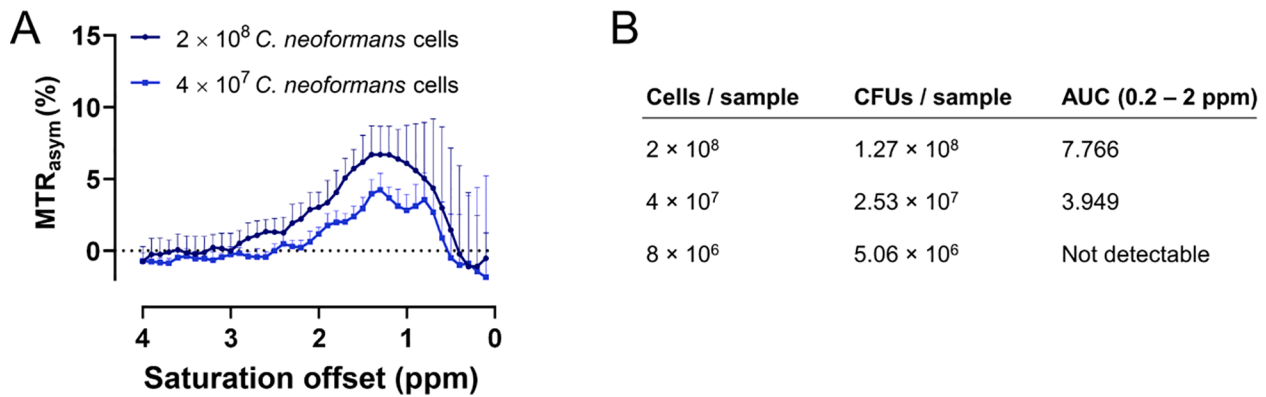 A
15
10
5
0
MTRasym (%)
2 × 10⁸ C. neoformans cells
4 × 10⁷ C. neoformans cells
4 3 2 1 0
Saturation offset (ppm)
B
Cells / sample CFUs / sample AUC (0.2 – 2 ppm)
2 × 10⁸ 1.27 × 10⁸ 7.766
4 × 10⁷ 2.53 × 10⁷ 3.949
8 × 10⁶ 5.06 × 10⁶ Not detectable